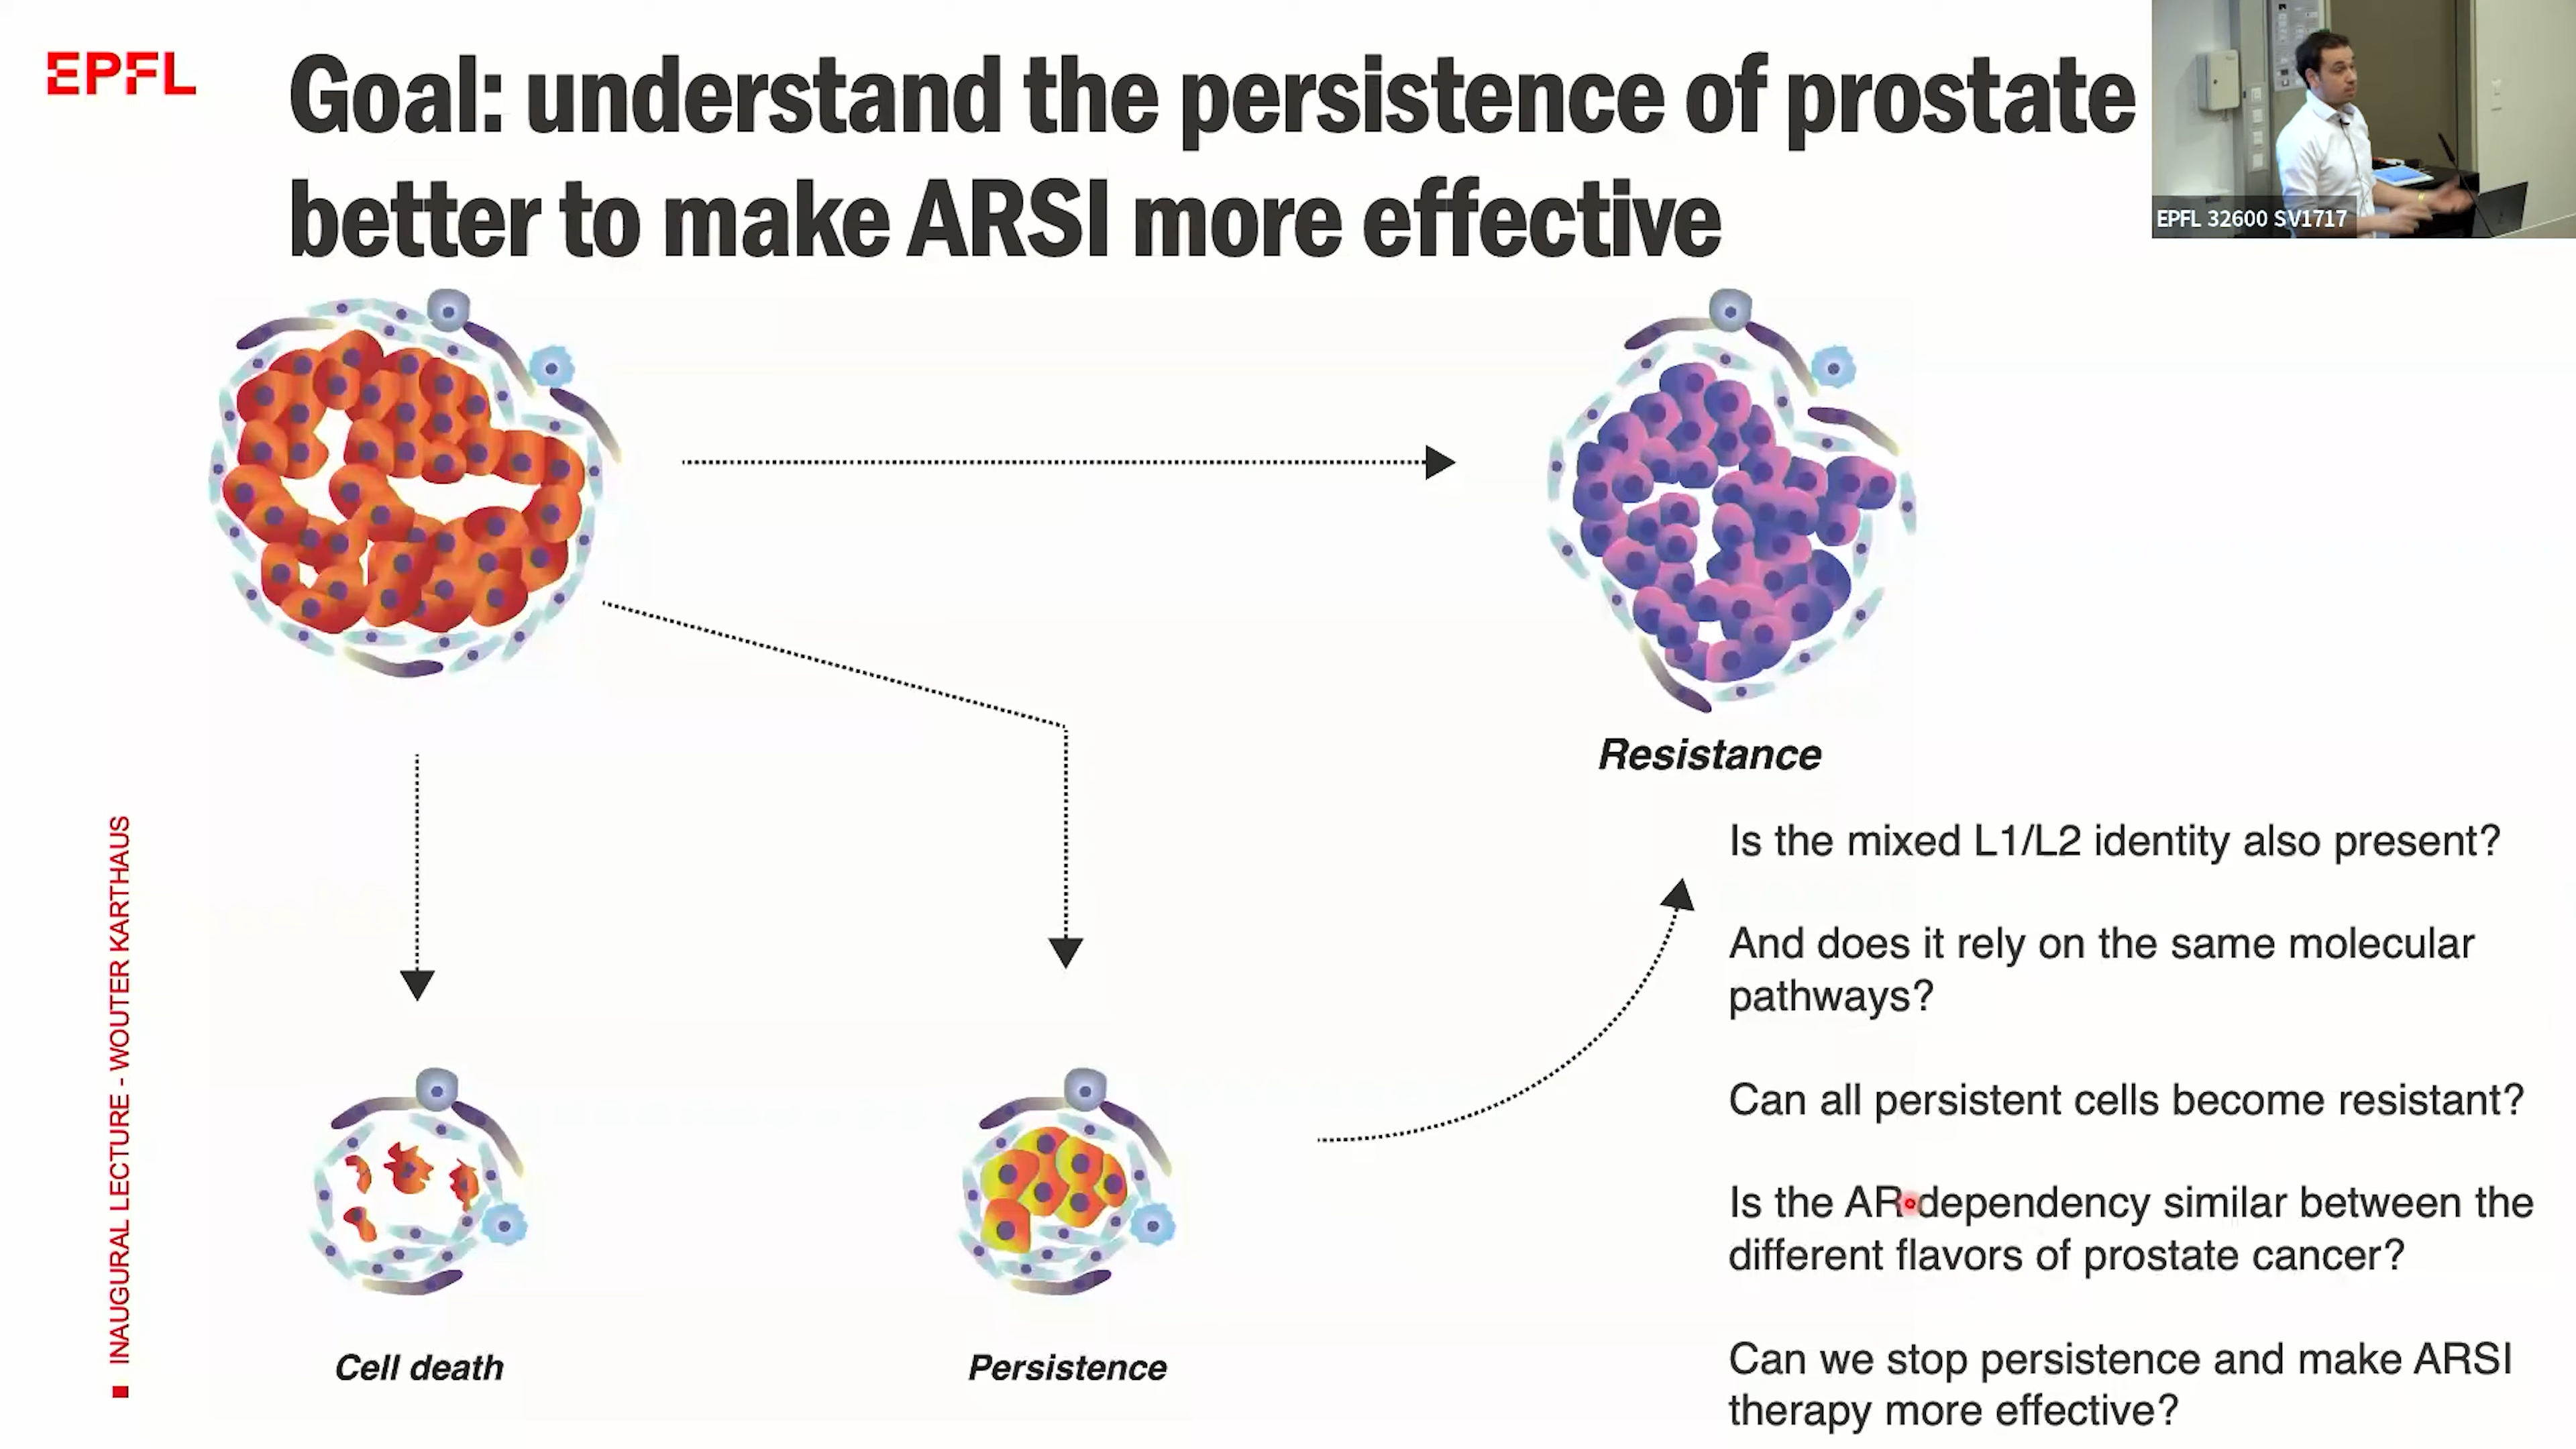 EPFL
Goal: understand the persistence of prostate
better to make ARSI more effective
EPFL 32600 SV1717
Resistance
Is the mixed L1/L2 identity also present?
And does it rely on the same molecular
pathways?
Can all persistent cells become resistant?
Is the AR dependency similar between the
different flavors of prostate cancer?
Can we stop persistence and make ARSI
therapy more effective?
Cell death
Persistence
INAUGURAL LECTURE - WOUTER KARTHAUS